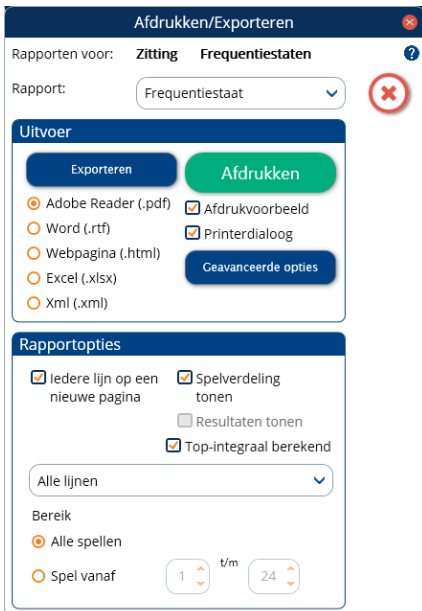 Afdrukken/Exporteren
Rapporten voor: Zitting Frequentiestaten ?
Rapport: Frequentiestaat
Uitvoer
Exporteren
Afdrukken
Adobe Reader (.pdf)
Afdrukvoorbeeld
Word (.rtf)
Printerdialoog
Webpagina (.html)
Geavanceerde opties
Excel (.xlsx)
Xml (.xml)
Rapportopties
Iedere lijn op een
nieuwe pagina
Spelverdeling
tonen
Resultaten tonen
Top-integraal berekend
Alle lijnen
Bereik
Alle spellen
Spel vanaf 1 t/m 24